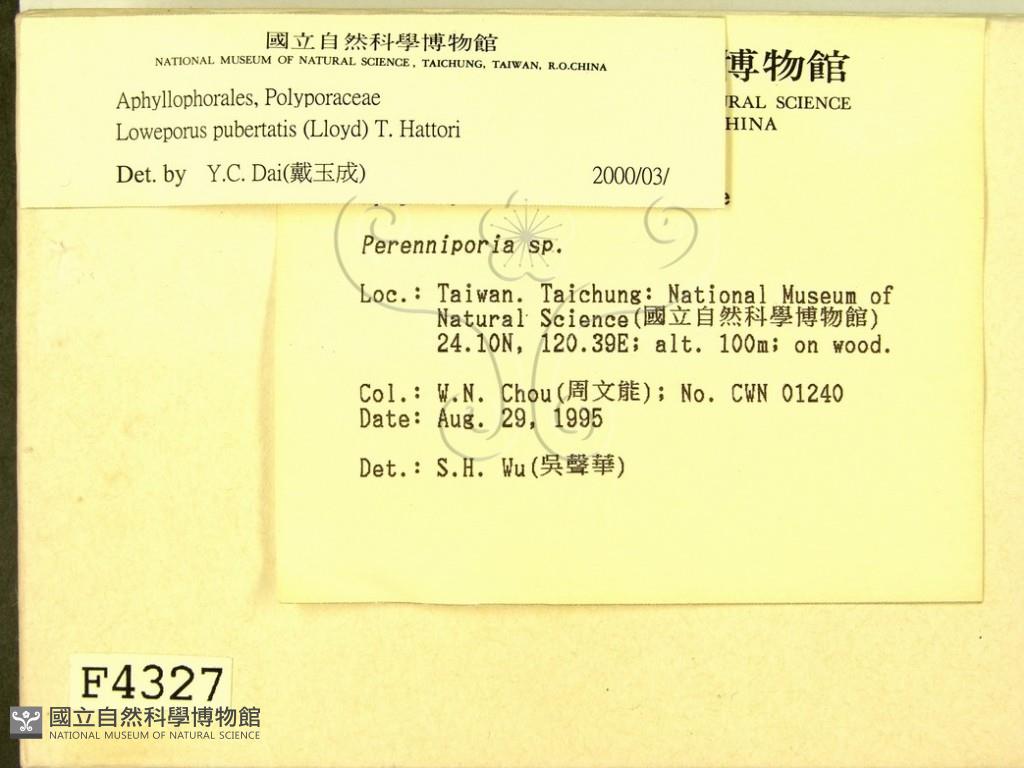 國立自然科學博物館
NATIONAL MUSEUM OF NATURAL SCIENCE, TAICHUNG, TAIWAN, R.O.CHINA
Aphyllophorales, Polyporaceae
Loweporus pubertatis (Lloyd) T. Hattori
Det. by Y.C. Dai(戴玉成) 2000/03/
博物館
RAL SCIENCE
HINA
Perenniporia sp.
Loc.: Taiwan. Taichung: National Museum of
Natural Science(國立自然科學博物館)
24.10N, 120.39E; alt. 100m; on wood.
Col.: W.N. Chou(周文能); No. CWN 01240
Date: Aug. 29, 1995
Det.: S.H. Wu(吳聲華)
F4327
國立自然科學博物館
NATIONAL MUSEUM OF NATURAL SCIENCE